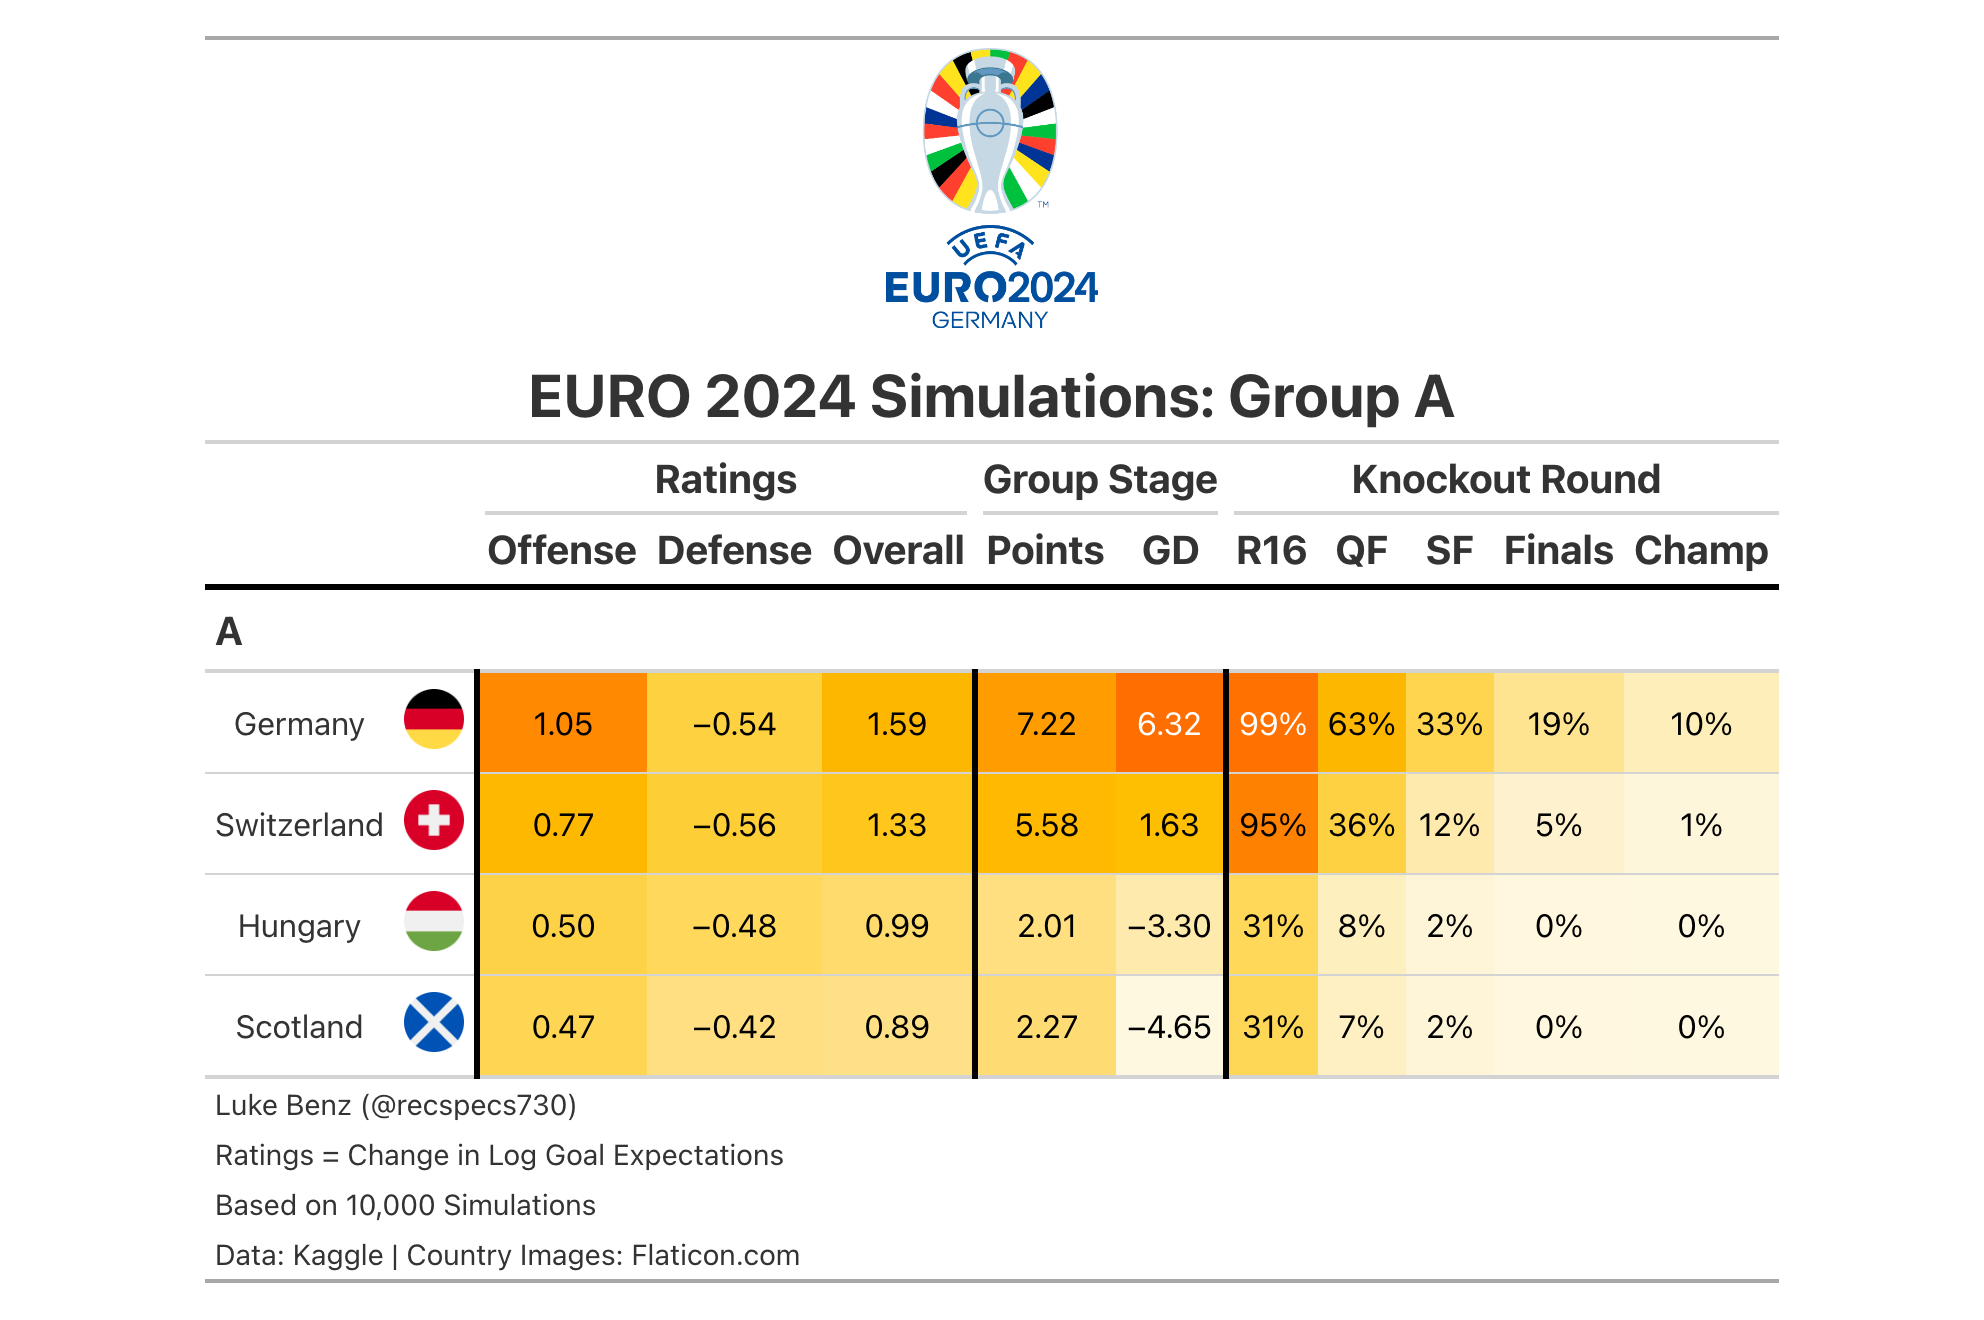 TM
UEFA
EURO2024
GERMANY
EURO 2024 Simulations: Group A
Ratings Group Stage Knockout Round
Offense Defense Overall Points GD R16 QF SF Finals Champ
A
Germany 1.05 −0.54 1.59 7.22 6.32 99% 63% 33% 19% 10%
Switzerland 0.77 −0.56 1.33 5.58 1.63 95% 36% 12% 5% 1%
Hungary 0.50 −0.48 0.99 2.01 −3.30 31% 8% 2% 0% 0%
Scotland 0.47 −0.42 0.89 2.27 −4.65 31% 7% 2% 0% 0%
Luke Benz (@recspecs730)
Ratings = Change in Log Goal Expectations
Based on 10,000 Simulations
Data: Kaggle | Country Images: Flaticon.com